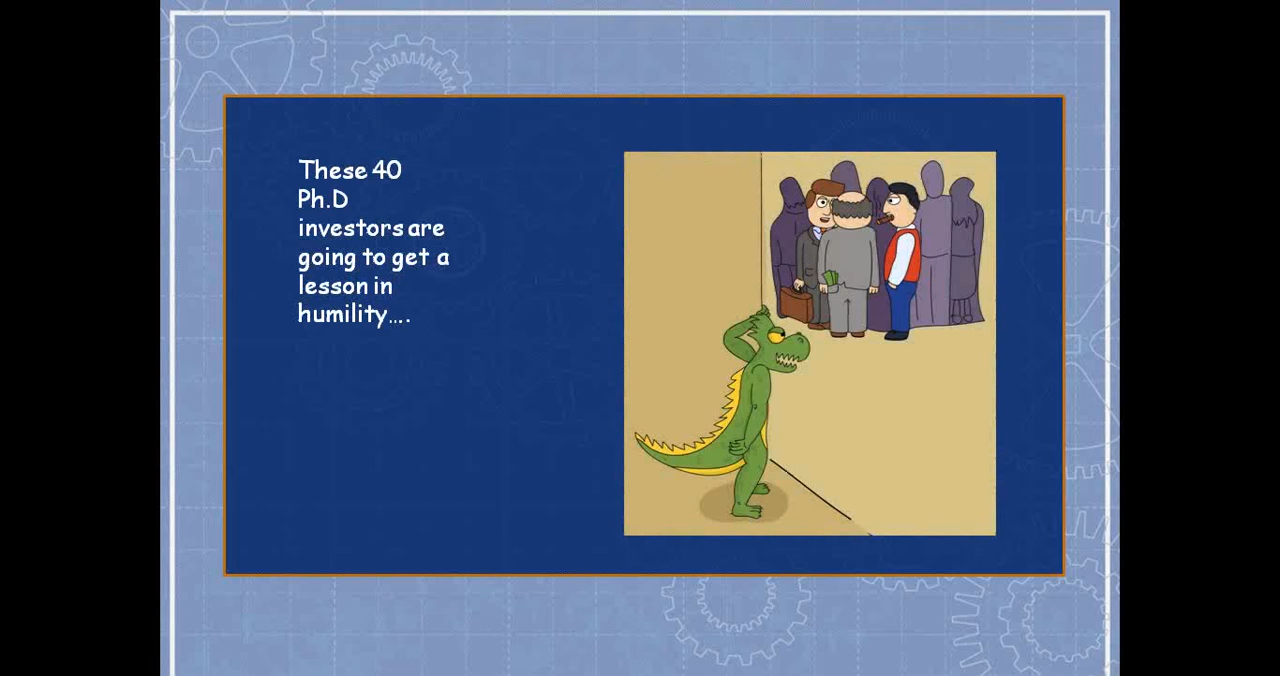 These 40
Ph.D
investors are
going to get a
lesson in
humility….